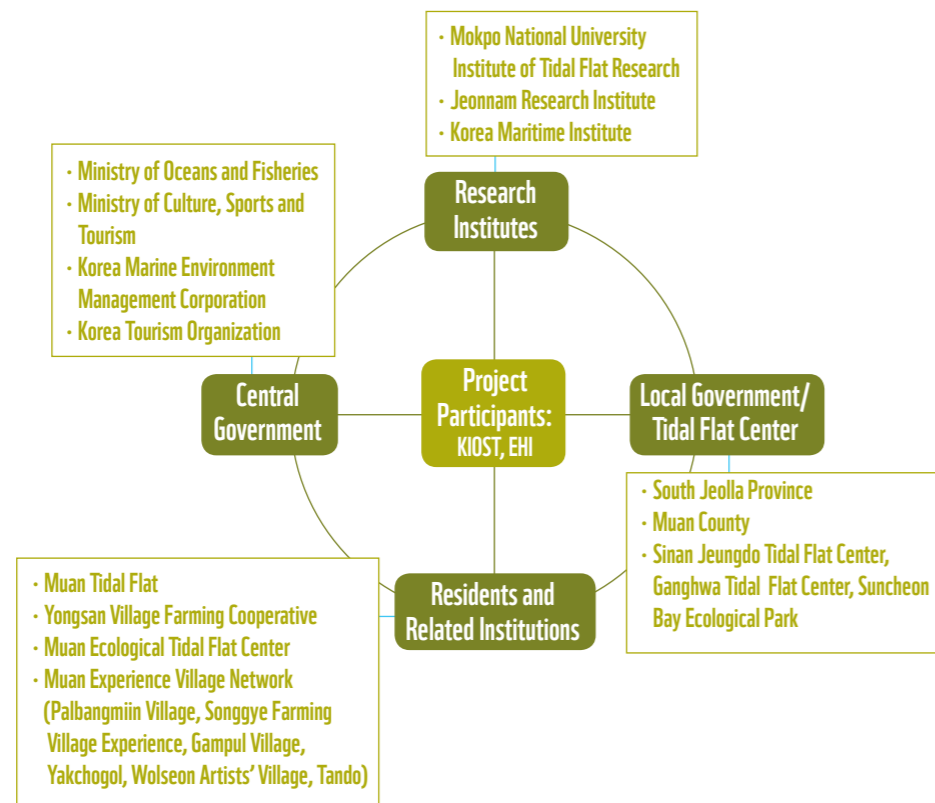 · Mokpo National University
Institute of Tidal Flat Research
· Jeonnam Research Institute
· Korea Maritime Institute
Research
Institutes
· Ministry of Oceans and Fisheries
· Ministry of Culture, Sports and
Tourism
· Korea Marine Environment
Management Corporation
· Korea Tourism Organization
Central
Government
Project
Participants:
KIOST, EHI
Local Government/
Tidal Flat Center
· South Jeolla Province
· Muan County
· Sinan Jeungdo Tidal Flat Center,
Ganghwa Tidal Flat Center, Suncheon
Bay Ecological Park
Residents and
Related Institutions
· Muan Tidal Flat
· Yongsan Village Farming Cooperative
· Muan Ecological Tidal Flat Center
· Muan Experience Village Network
(Palbangmiin Village, Songgye Farming
Village Experience, Gampul Village,
Yakchogol, Wolseon Artists’ Village, Tando)